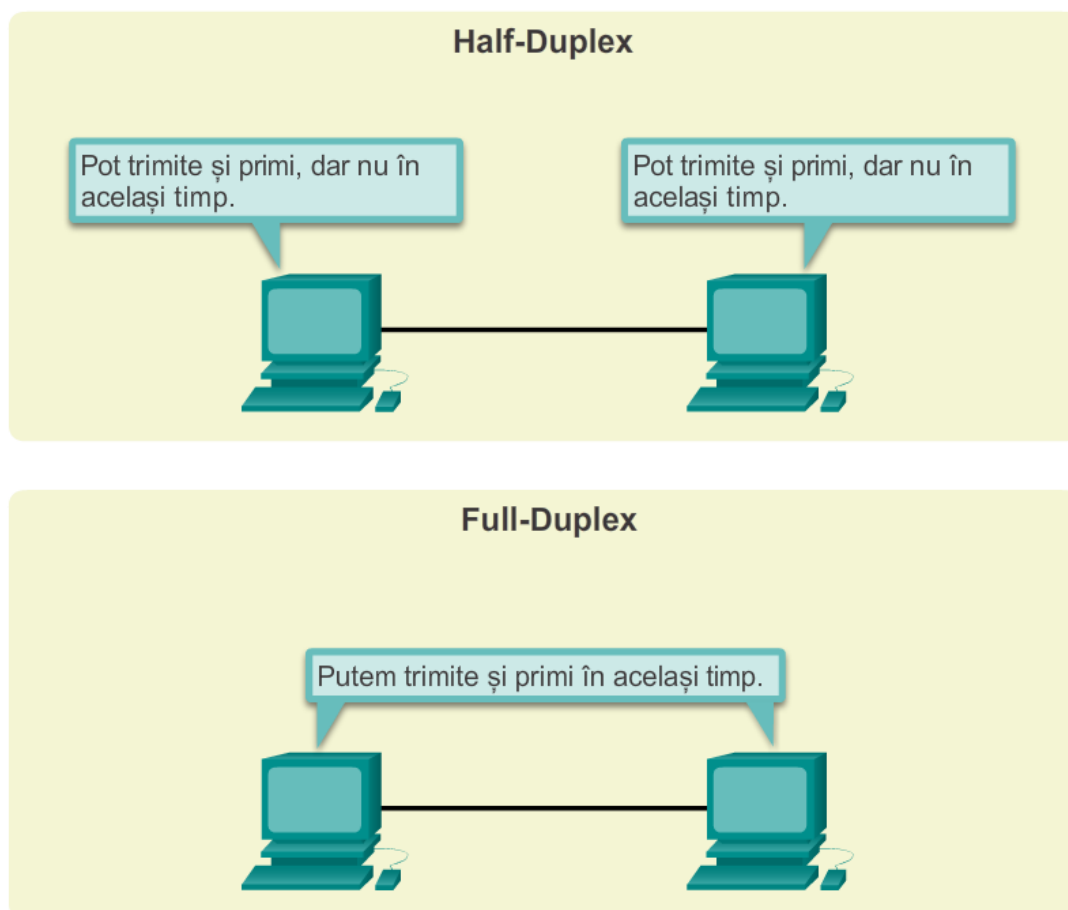 Half-Duplex
Pot trimite și primi, dar nu în
același timp.
Pot trimite și primi, dar nu în
același timp.
Full-Duplex
Putem trimite și primi în același timp.